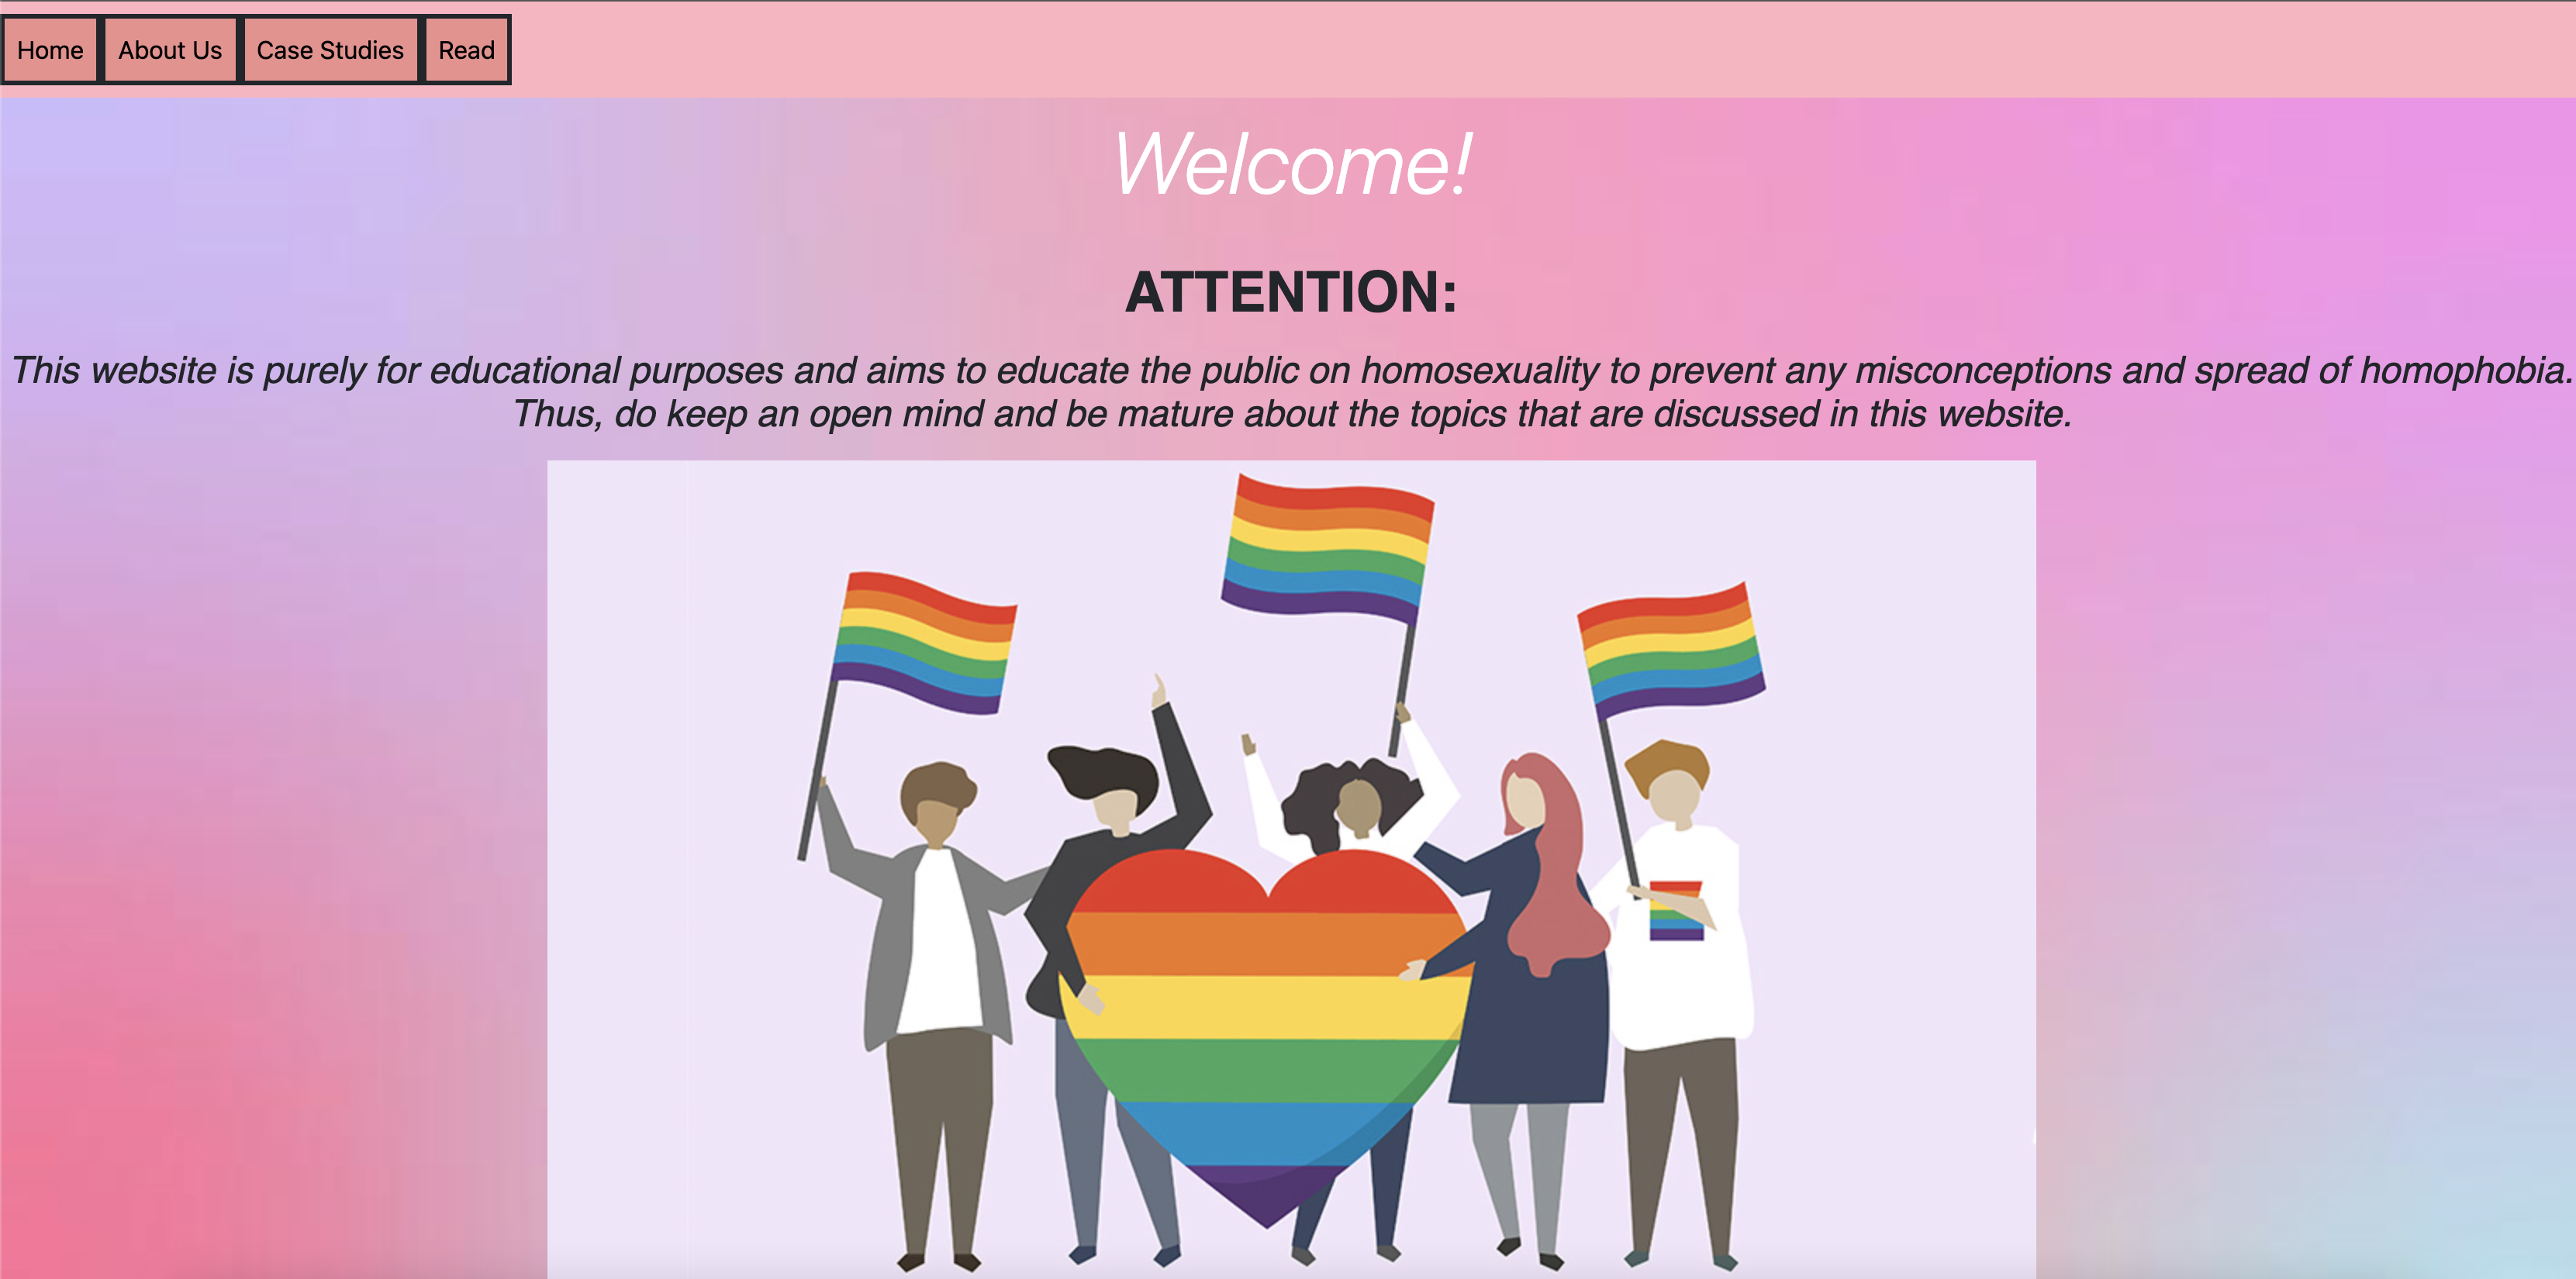 Home About Us Case Studies Read
Welcome!
ATTENTION:
This website is purely for educational purposes and aims to educate the public on homosexuality to prevent any misconceptions and spread of homophobia.
Thus, do keep an open mind and be mature about the topics that are discussed in this website.